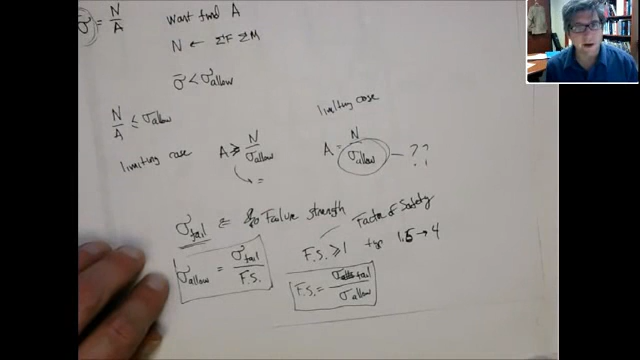 σ = N/A want find A
N ← ΣF ΣM
σ < σallow
N/A ≤ σallow
limiting case
limiting case A ≥ N/σallow
A = N/σallow — ??
↳ =
σfail = Failure strength
Factor of Safety
σallow = σfail/F.S.
F.S. ≥ 1 typ 1.5 → 4
F.S. = σfail/σallow